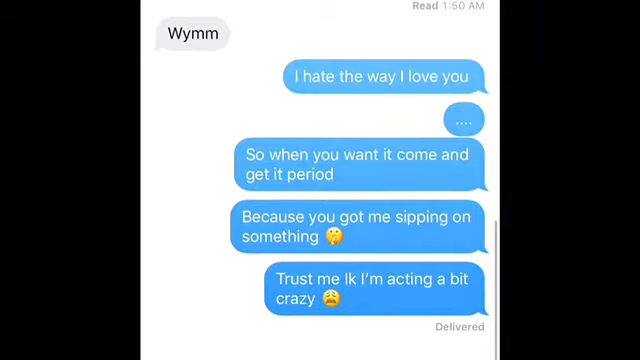 Read 1:50 AM
Wymm
I hate the way I love you
....
So when you want it come and
get it period
Because you got me sipping on
something 🤫
Trust me Ik I’m acting a bit
crazy 😩
Delivered